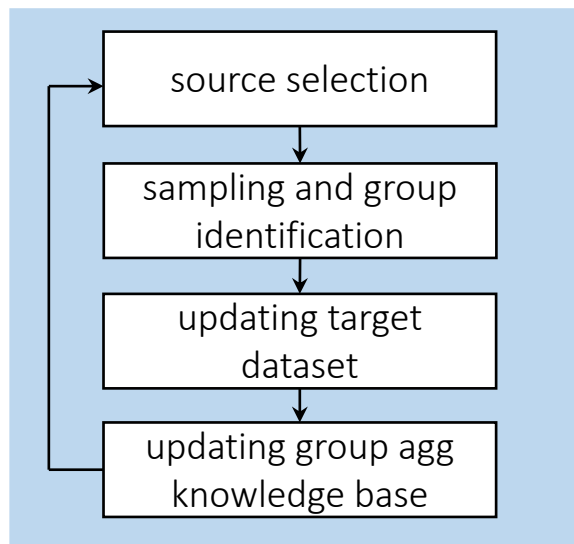 source selection
sampling and group
identification
updating target
dataset
updating group agg
knowledge base